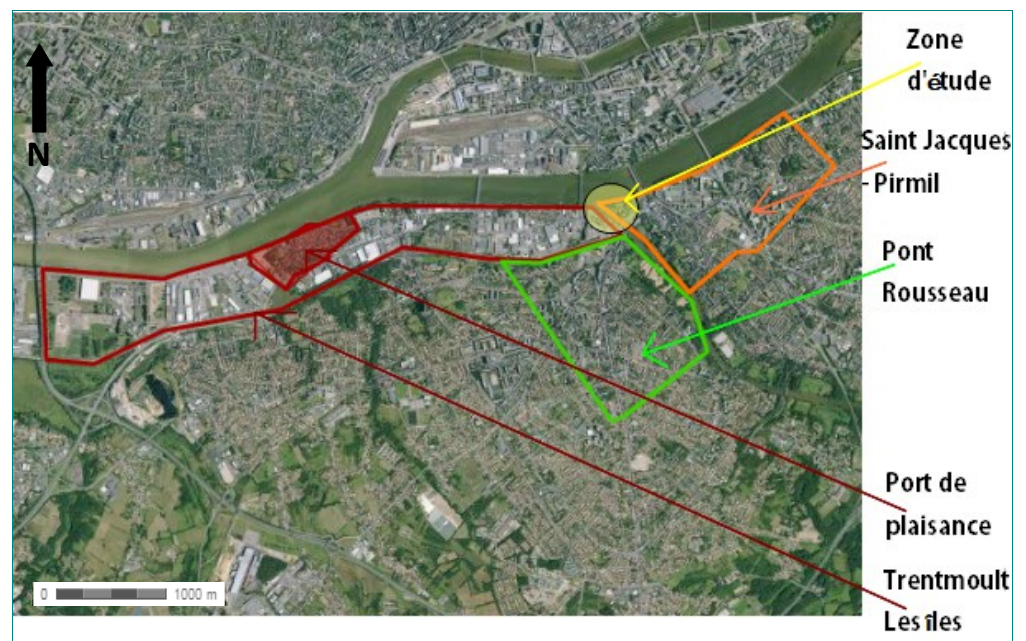 Zone
d'étude
Saint Jacques
- Pirmil
N
Pont
Rousseau
Port de
plaisance
Trentmoult
Les îles
0 1000 m